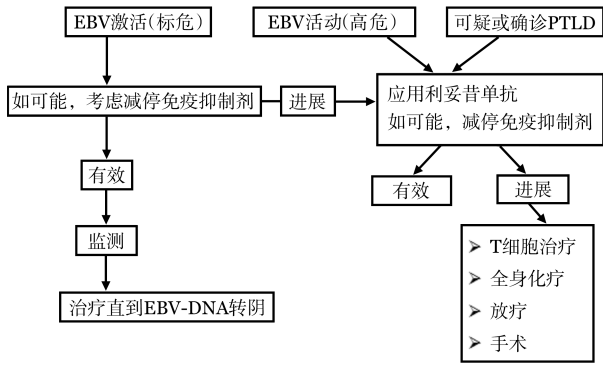 EBV激活(标危)
EBV活动(高危)
可疑或确诊PTLD
如可能，考虑减停免疫抑制剂
进展
应用利妥昔单抗
如可能，减停免疫抑制剂
有效
有效
进展
监测
T细胞治疗
全身化疗
放疗
手术
治疗直到EBV-DNA转阴